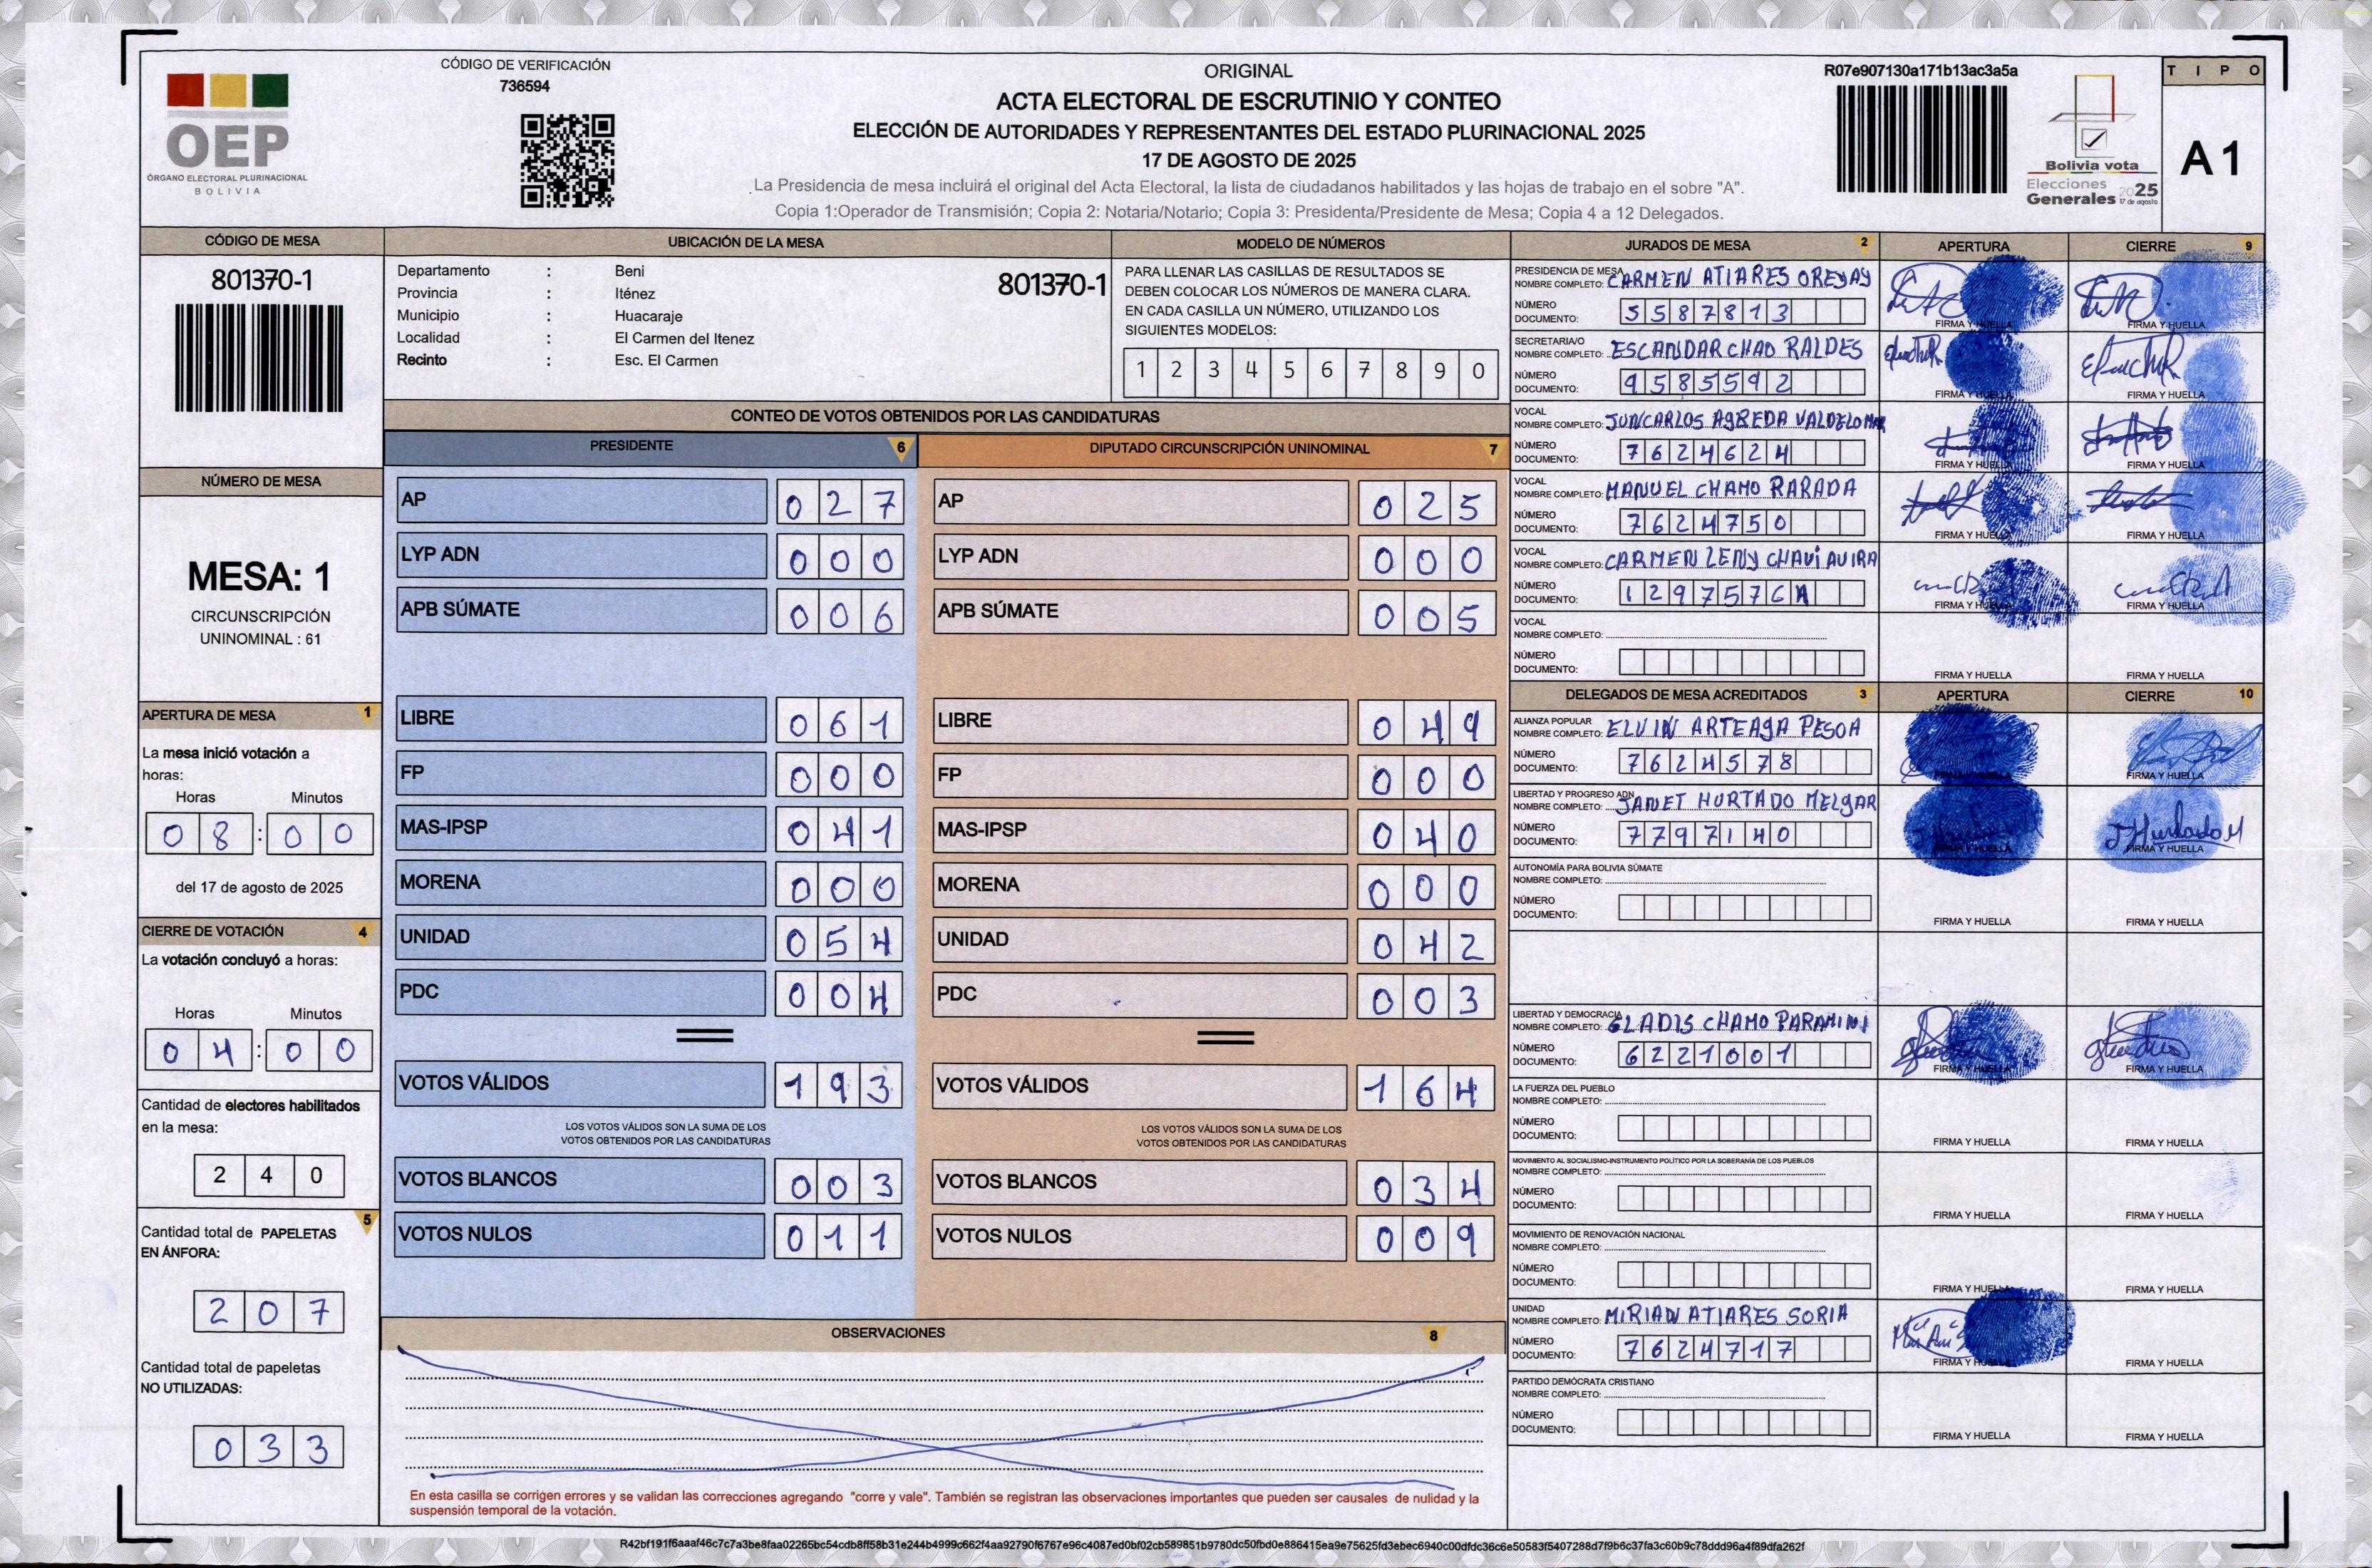 CÓDIGO DE VERIFICACIÓN
736594
OEP
ÓRGANO ELECTORAL PLURINACIONAL
BOLIVIA
ORIGINAL
ACTA ELECTORAL DE ESCRUTINIO Y CONTEO
ELECCIÓN DE AUTORIDADES Y REPRESENTANTES DEL ESTADO PLURINACIONAL 2025
17 DE AGOSTO DE 2025
La Presidencia de mesa incluirá el original del Acta Electoral, la lista de ciudadanos habilitados y las hojas de trabajo en el sobre "A".
Copia 1:Operador de Transmisión; Copia 2: Notaria/Notario; Copia 3: Presidenta/Presidente de Mesa; Copia 4 a 12 Delegados.
R07e907130a171b13ac3a5a
Bolivia vota
Elecciones
Generales 2025
17 de agosto
TIPO
A 1
CÓDIGO DE MESA
801370-1
UBICACIÓN DE LA MESA
Departamento : Beni
Provincia : Iténez
Municipio : Huacaraje
Localidad : El Carmen del Itenez
Recinto : Esc. El Carmen
801370-1
MODELO DE NÚMEROS
PARA LLENAR LAS CASILLAS DE RESULTADOS SE
DEBEN COLOCAR LOS NÚMEROS DE MANERA CLARA.
EN CADA CASILLA UN NÚMERO, UTILIZANDO LOS
SIGUIENTES MODELOS:
1 2 3 4 5 6 7 8 9 0
NÚMERO DE MESA
MESA: 1
CIRCUNSCRIPCIÓN
UNINOMINAL : 61
APERTURA DE MESA 1
La mesa inició votación a
horas:
Horas Minutos
08:00
del 17 de agosto de 2025
CIERRE DE VOTACIÓN 4
La votación concluyó a horas:
Horas Minutos
04:00
Cantidad de electores habilitados
en la mesa:
240
5
Cantidad total de PAPELETAS
EN ÁNFORA:
207
Cantidad total de papeletas
NO UTILIZADAS:
033
CONTEO DE VOTOS OBTENIDOS POR LAS CANDIDATURAS
PRESIDENTE 6
AP 027
LYP ADN 000
APB SÚMATE 006
LIBRE 061
FP 000
MAS-IPSP 041
MORENA 000
UNIDAD 054
PDC 004
VOTOS VÁLIDOS 193
LOS VOTOS VÁLIDOS SON LA SUMA DE LOS
VOTOS OBTENIDOS POR LAS CANDIDATURAS
VOTOS BLANCOS 003
VOTOS NULOS 011
DIPUTADO CIRCUNSCRIPCIÓN UNINOMINAL 7
AP 025
LYP ADN 000
APB SÚMATE 005
LIBRE 049
FP 000
MAS-IPSP 040
MORENA 000
UNIDAD 042
PDC 003
VOTOS VÁLIDOS 164
LOS VOTOS VÁLIDOS SON LA SUMA DE LOS
VOTOS OBTENIDOS POR LAS CANDIDATURAS
VOTOS BLANCOS 034
VOTOS NULOS 009
OBSERVACIONES 8
En esta casilla se corrigen errores y se validan las correcciones agregando "corre y vale". También se registran las observaciones importantes que pueden ser causales de nulidad y la
suspensión temporal de la votación.
JURADOS DE MESA 2 APERTURA CIERRE 9
PRESIDENCIA DE MESA
NOMBRE COMPLETO: CARMEN ATIARES OREYAY
NÚMERO
DOCUMENTO: 5587813
FIRMA Y HUELLA FIRMA Y HUELLA
SECRETARIA/O
NOMBRE COMPLETO: ESCANDAR CHAO RALDES
NÚMERO
DOCUMENTO: 9585592
FIRMA Y HUELLA FIRMA Y HUELLA
VOCAL
NOMBRE COMPLETO: JUNCARLOS AGREDA VALDELOMAR
NÚMERO
DOCUMENTO: 7624624
FIRMA Y HUELLA FIRMA Y HUELLA
VOCAL
NOMBRE COMPLETO: MANUEL CHAMO RARADA
NÚMERO
DOCUMENTO: 7624750
FIRMA Y HUELLA FIRMA Y HUELLA
VOCAL
NOMBRE COMPLETO: CARMEN LENY CHAVI AVIRA
NÚMERO
DOCUMENTO: 1297576
FIRMA Y HUELLA FIRMA Y HUELLA
VOCAL
NOMBRE COMPLETO:
NÚMERO
DOCUMENTO:
FIRMA Y HUELLA FIRMA Y HUELLA
DELEGADOS DE MESA ACREDITADOS 3 APERTURA CIERRE 10
ALIANZA POPULAR
NOMBRE COMPLETO: ELVIN ARTEAGA PESOA
NÚMERO
DOCUMENTO: 7624578
FIRMA Y HUELLA FIRMA Y HUELLA
LIBERTAD Y PROGRESO ADN
NOMBRE COMPLETO: JANET HURTADO MELGAR
NÚMERO
DOCUMENTO: 7797140
J Hurtado M
FIRMA Y HUELLA FIRMA Y HUELLA
AUTONOMÍA PARA BOLIVIA SÚMATE
NOMBRE COMPLETO:
NÚMERO
DOCUMENTO:
FIRMA Y HUELLA FIRMA Y HUELLA
LIBERTAD Y DEMOCRACIA
NOMBRE COMPLETO: GLADIS CHAMO PARAMINI
NÚMERO
DOCUMENTO: 6221001
FIRMA Y HUELLA FIRMA Y HUELLA
LA FUERZA DEL PUEBLO
NOMBRE COMPLETO:
NÚMERO
DOCUMENTO:
FIRMA Y HUELLA FIRMA Y HUELLA
MOVIMIENTO AL SOCIALISMO-INSTRUMENTO POLÍTICO POR LA SOBERANÍA DE LOS PUEBLOS
NOMBRE COMPLETO:
NÚMERO
DOCUMENTO:
FIRMA Y HUELLA FIRMA Y HUELLA
MOVIMIENTO DE RENOVACIÓN NACIONAL
NOMBRE COMPLETO:
NÚMERO
DOCUMENTO:
FIRMA Y HUELLA FIRMA Y HUELLA
UNIDAD
NOMBRE COMPLETO: MIRIAN ATIARES SORIA
NÚMERO
DOCUMENTO: 7624717
FIRMA Y HUELLA FIRMA Y HUELLA
PARTIDO DEMÓCRATA CRISTIANO
NOMBRE COMPLETO:
NÚMERO
DOCUMENTO:
FIRMA Y HUELLA FIRMA Y HUELLA